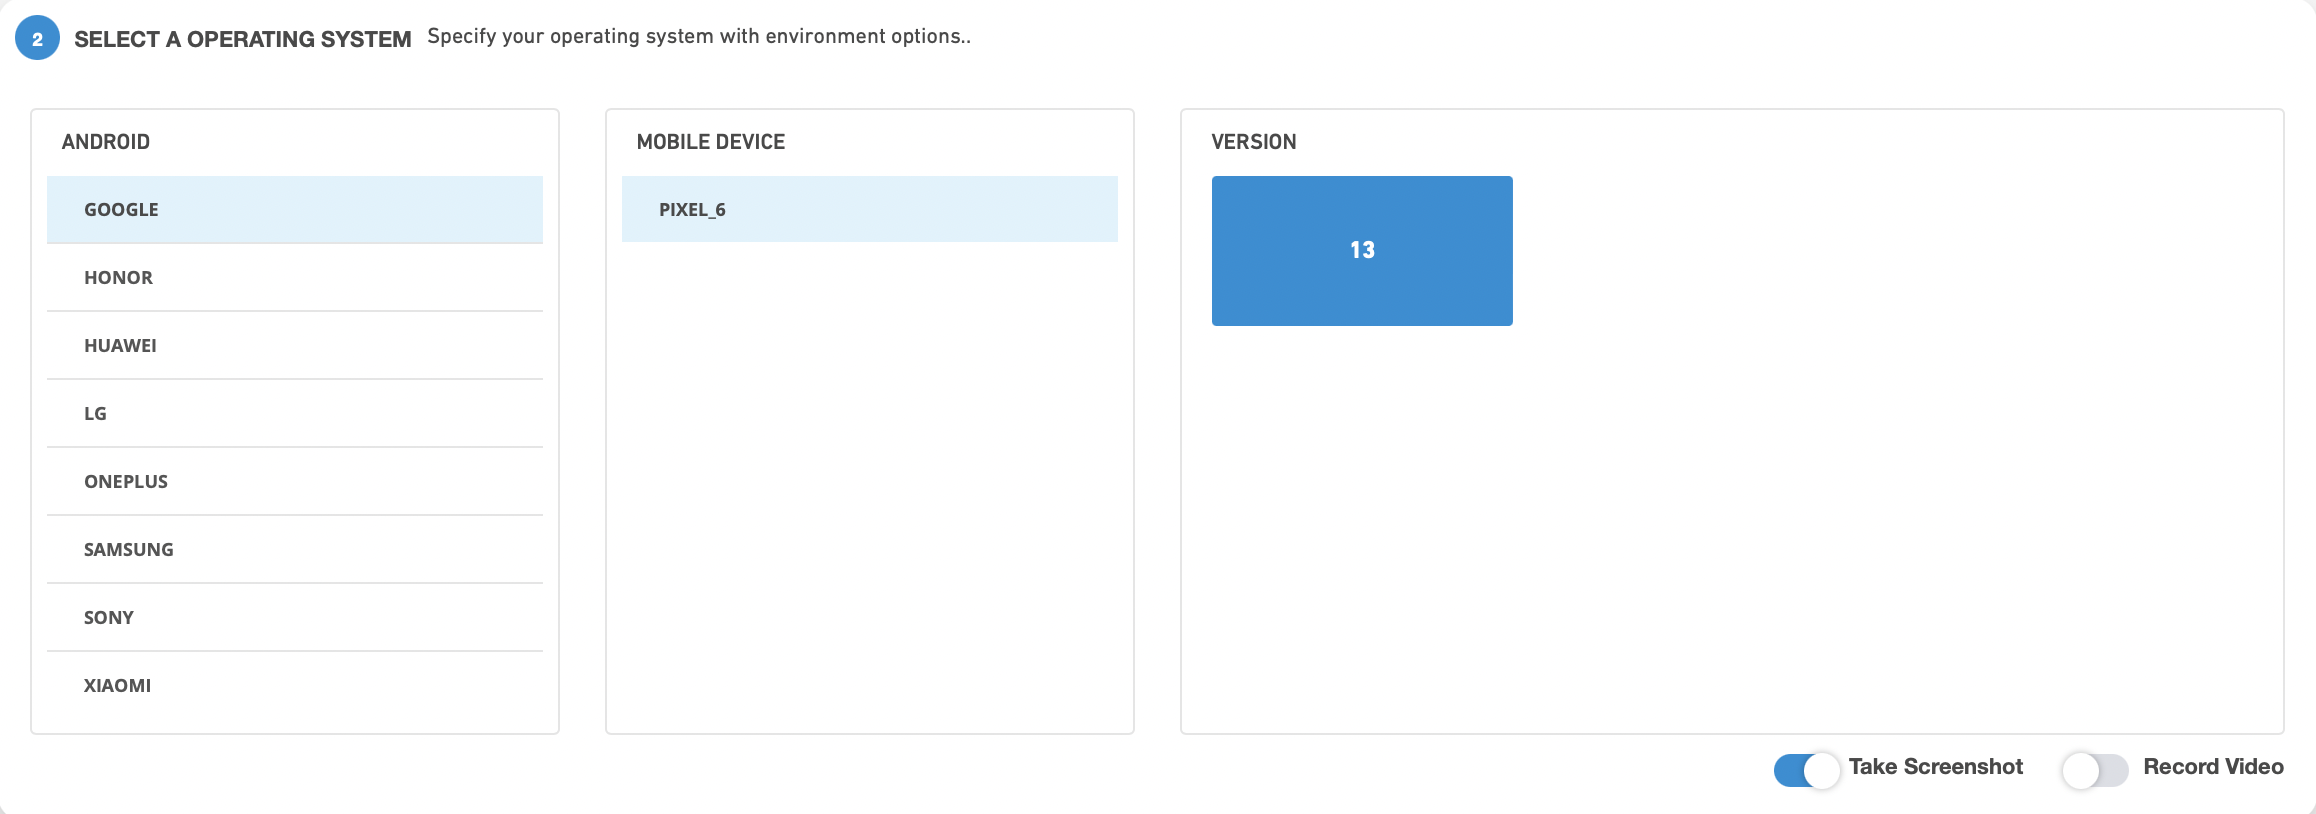 2 SELECT A OPERATING SYSTEM Specify your operating system with environment options..
ANDROID
GOOGLE
HONOR
HUAWEI
LG
ONEPLUS
SAMSUNG
SONY
XIAOMI
MOBILE DEVICE
PIXEL_6
VERSION
13
Take Screenshot Record Video